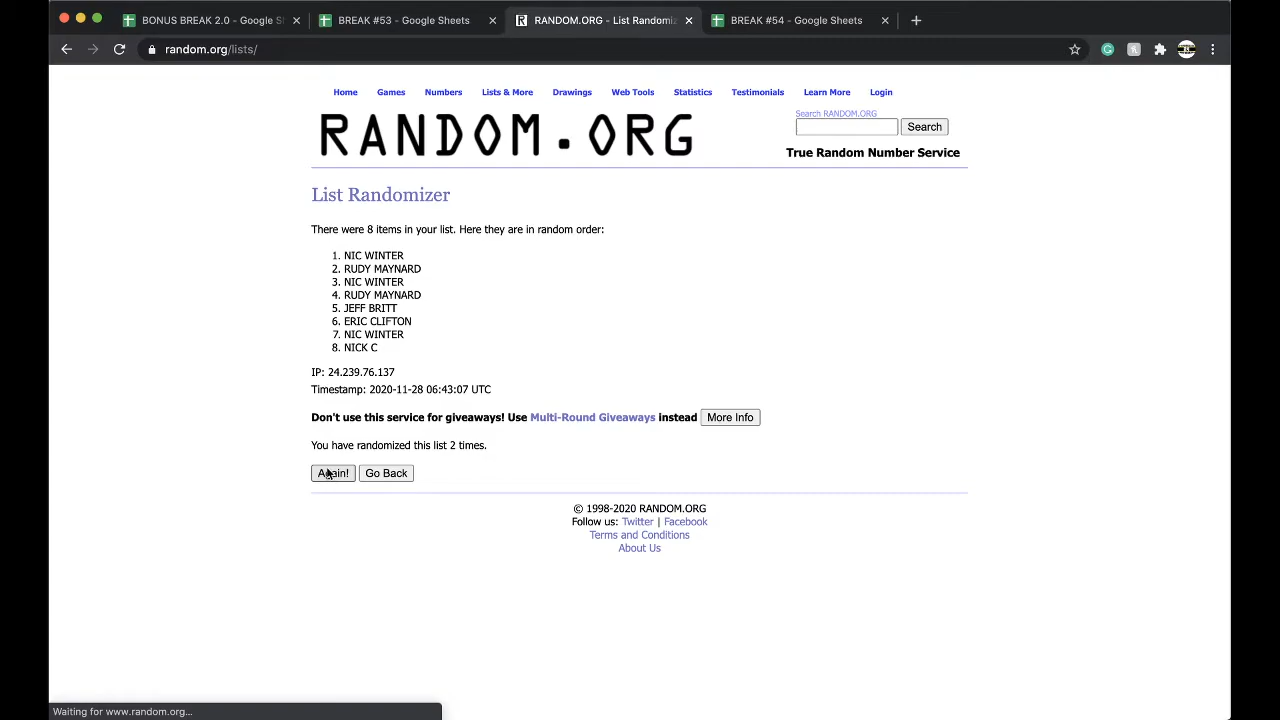 BONUS BREAK 2.0 - Google S
BREAK #53 - Google Sheets
RANDOM.ORG - List Randomiz
BREAK #54 - Google Sheets
random.org/lists/
Home Games Numbers Lists & More Drawings Web Tools Statistics Testimonials Learn More Login
RANDOM.ORG
Search RANDOM.ORG
Search
True Random Number Service
List Randomizer
There were 8 items in your list. Here they are in random order:
1. NIC WINTER
2. RUDY MAYNARD
3. NIC WINTER
4. RUDY MAYNARD
5. JEFF BRITT
6. ERIC CLIFTON
7. NIC WINTER
8. NICK C
IP: 24.239.76.137
Timestamp: 2020-11-28 06:43:07 UTC
Don't use this service for giveaways! Use Multi-Round Giveaways instead More Info
You have randomized this list 2 times.
Again! Go Back
© 1998-2020 RANDOM.ORG
Follow us: Twitter | Facebook
Terms and Conditions
About Us
Waiting for www.random.org...